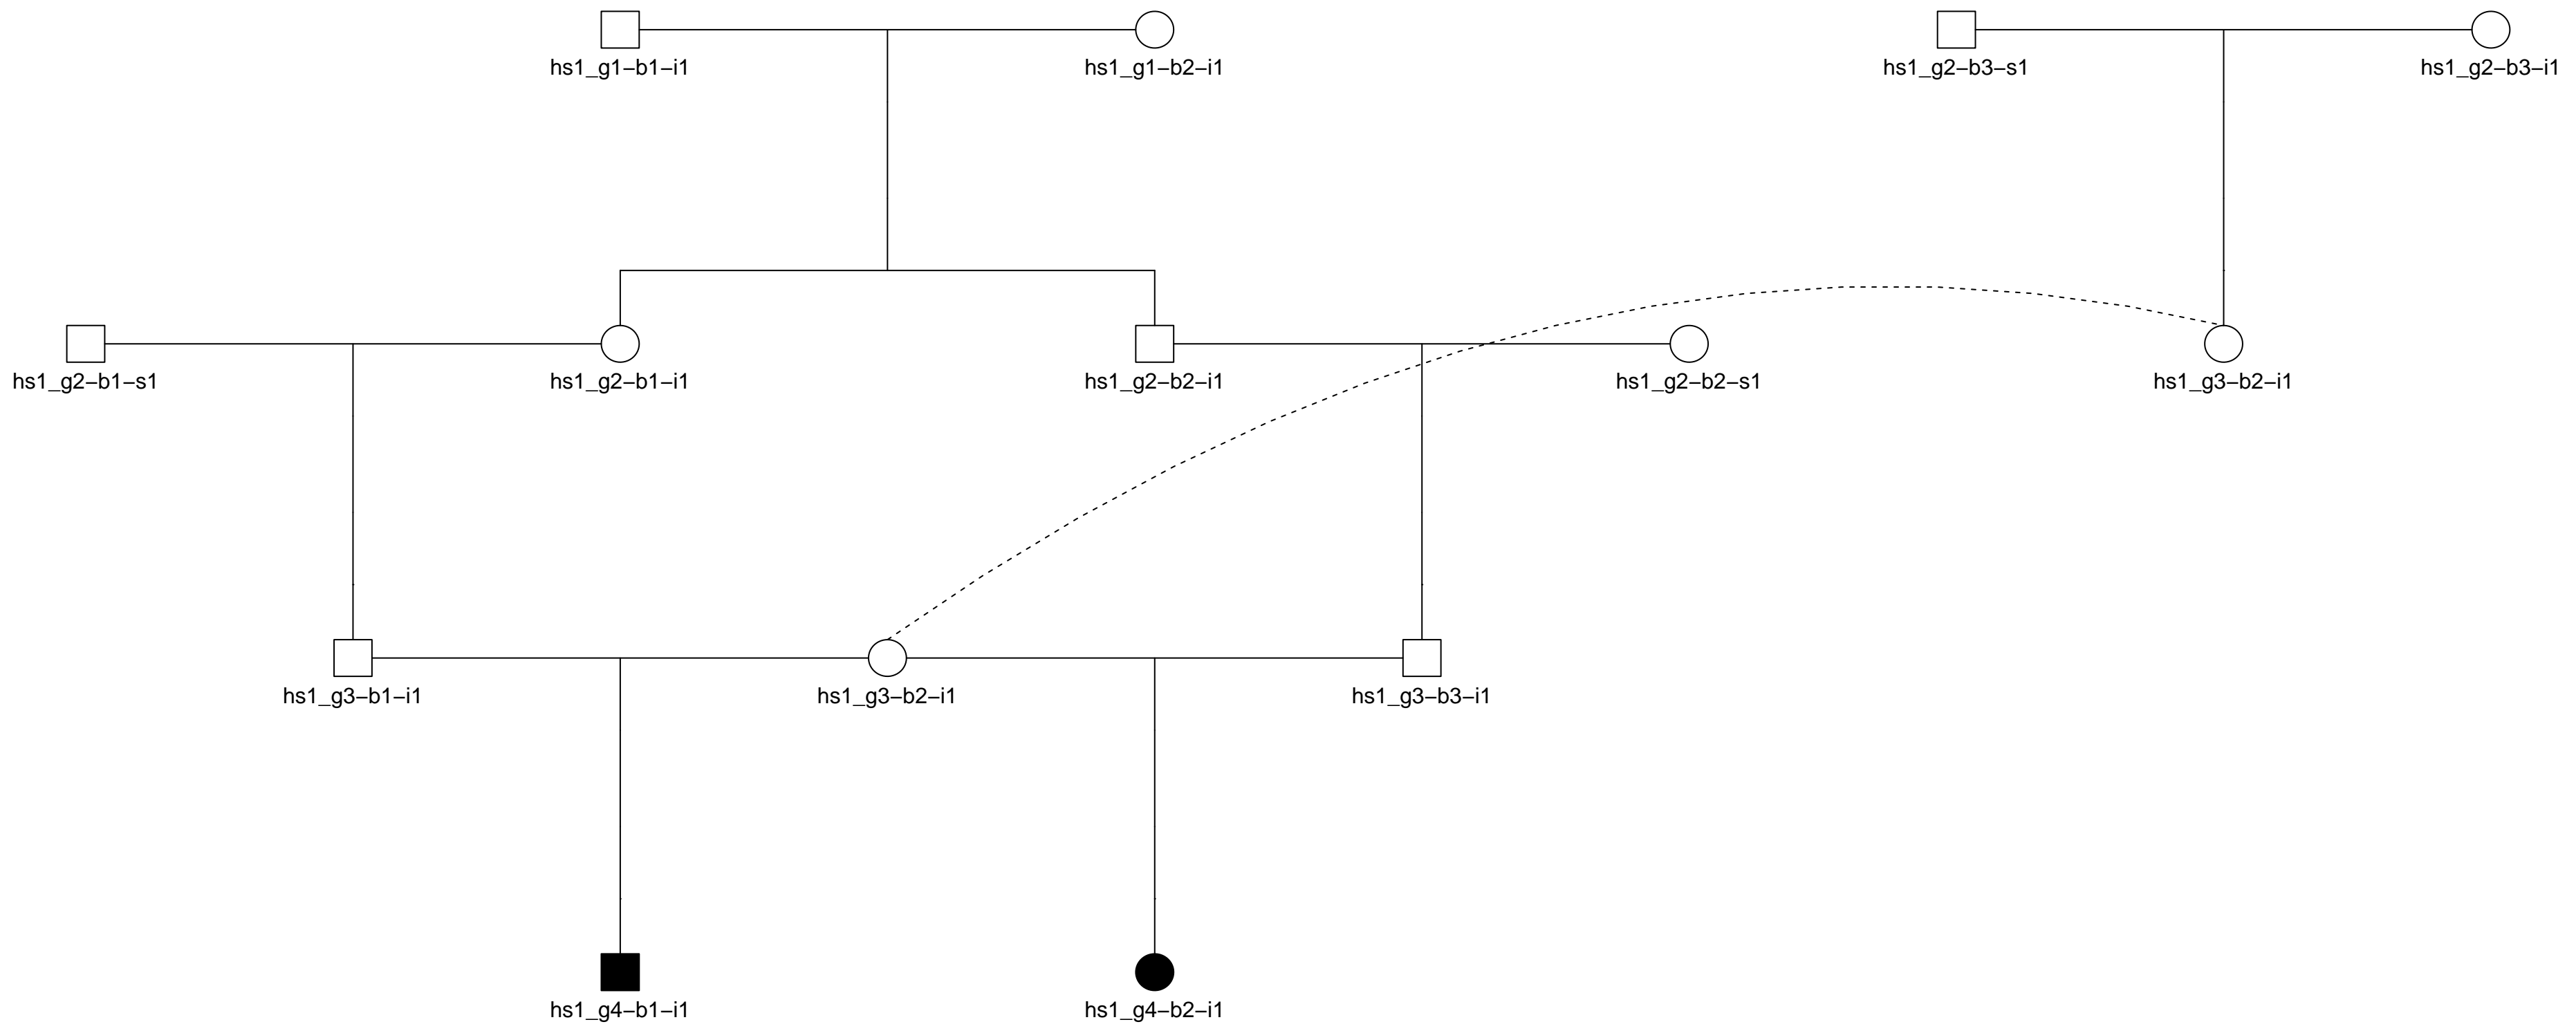 hs1_g1–b1–i1
hs1_g1–b2–i1
hs1_g2–b3–s1
hs1_g2–b3–i1
hs1_g2–b1–s1
hs1_g2–b1–i1
hs1_g2–b2–i1
hs1_g2–b2–s1
hs1_g3–b2–i1
hs1_g3–b1–i1
hs1_g3–b2–i1
hs1_g3–b3–i1
hs1_g4–b1–i1
hs1_g4–b2–i1